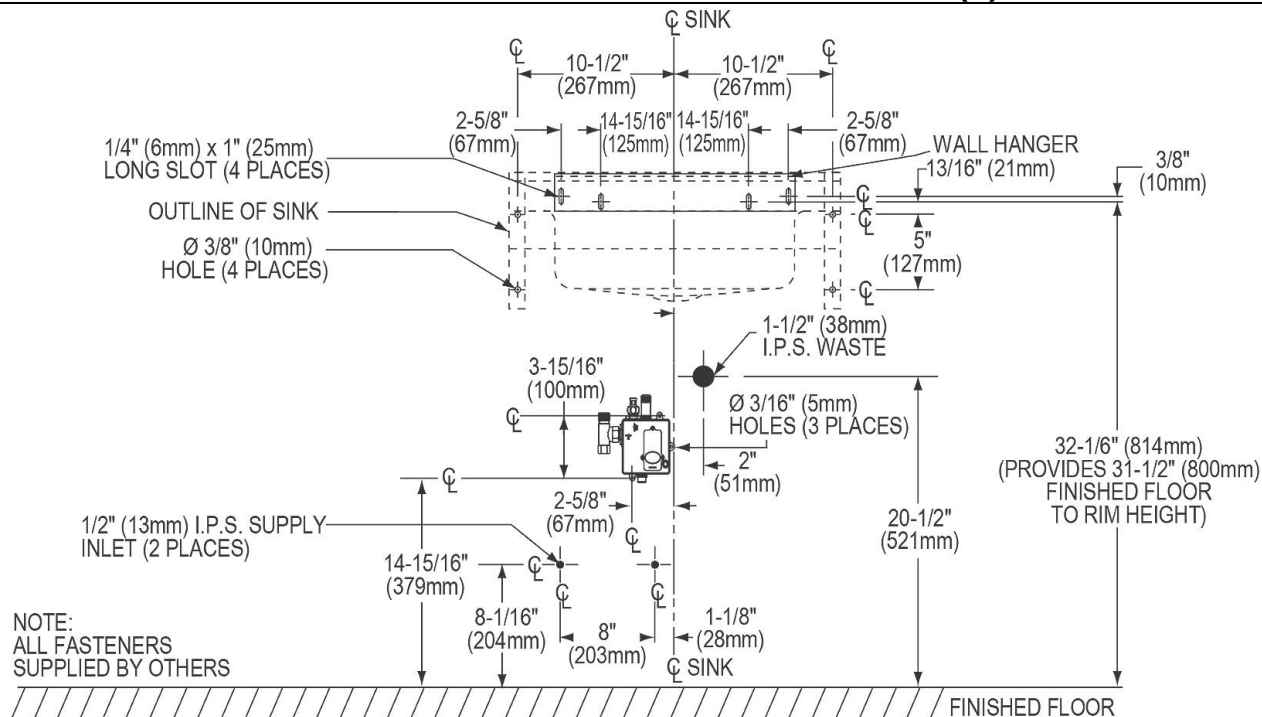 ℄ SINK
℄
℄
10-1/2"
(267mm)
10-1/2"
(267mm)
2-5/8"
(67mm)
14-15/16"
(125mm)
14-15/16"
(125mm)
2-5/8"
(67mm)
WALL HANGER
13/16" (21mm)
3/8"
(10mm)
1/4" (6mm) x 1" (25mm)
LONG SLOT (4 PLACES)
OUTLINE OF SINK
Ø 3/8" (10mm)
HOLE (4 PLACES)
℄
℄
5"
(127mm)
℄
1-1/2" (38mm)
I.P.S. WASTE
3-15/16"
(100mm)
℄
Ø 3/16" (5mm)
HOLES (3 PLACES)
2"
(51mm)
32-1/6" (814mm)
(PROVIDES 31-1/2" (800mm)
FINISHED FLOOR
TO RIM HEIGHT)
℄
2-5/8"
(67mm)
℄
20-1/2"
(521mm)
1/2" (13mm) I.P.S. SUPPLY
INLET (2 PLACES)
14-15/16"
(379mm)
℄
℄
℄
8-1/16"
(204mm)
8"
(203mm)
1-1/8"
(28mm)
NOTE:
ALL FASTENERS
SUPPLIED BY OTHERS
℄ SINK
FINISHED FLOOR